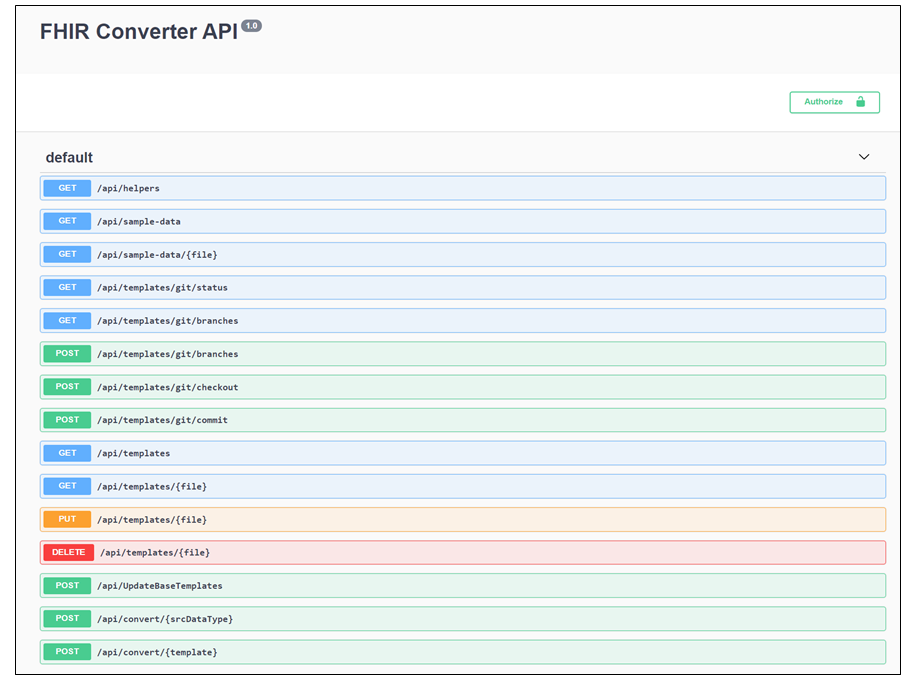 FHIR Converter API 1.0
Authorize
default
GET /api/helpers
GET /api/sample-data
GET /api/sample-data/{file}
GET /api/templates/git/status
GET /api/templates/git/branches
POST /api/templates/git/branches
POST /api/templates/git/checkout
POST /api/templates/git/commit
GET /api/templates
GET /api/templates/{file}
PUT /api/templates/{file}
DELETE /api/templates/{file}
POST /api/UpdateBaseTemplates
POST /api/convert/{srcDataType}
POST /api/convert/{template}